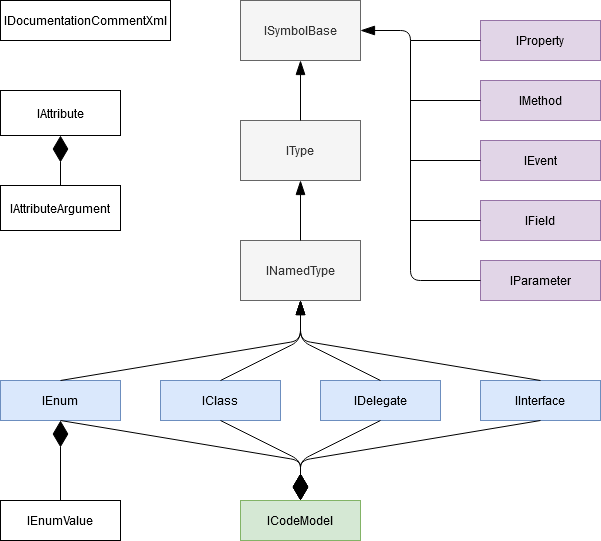 IDocumentationCommentXml
ISymbolBase
IProperty
IAttribute
IMethod
IType
IEvent
IAttributeArgument
IField
INamedType
IParameter
IEnum
IClass
IDelegate
IInterface
IEnumValue
ICodeModel